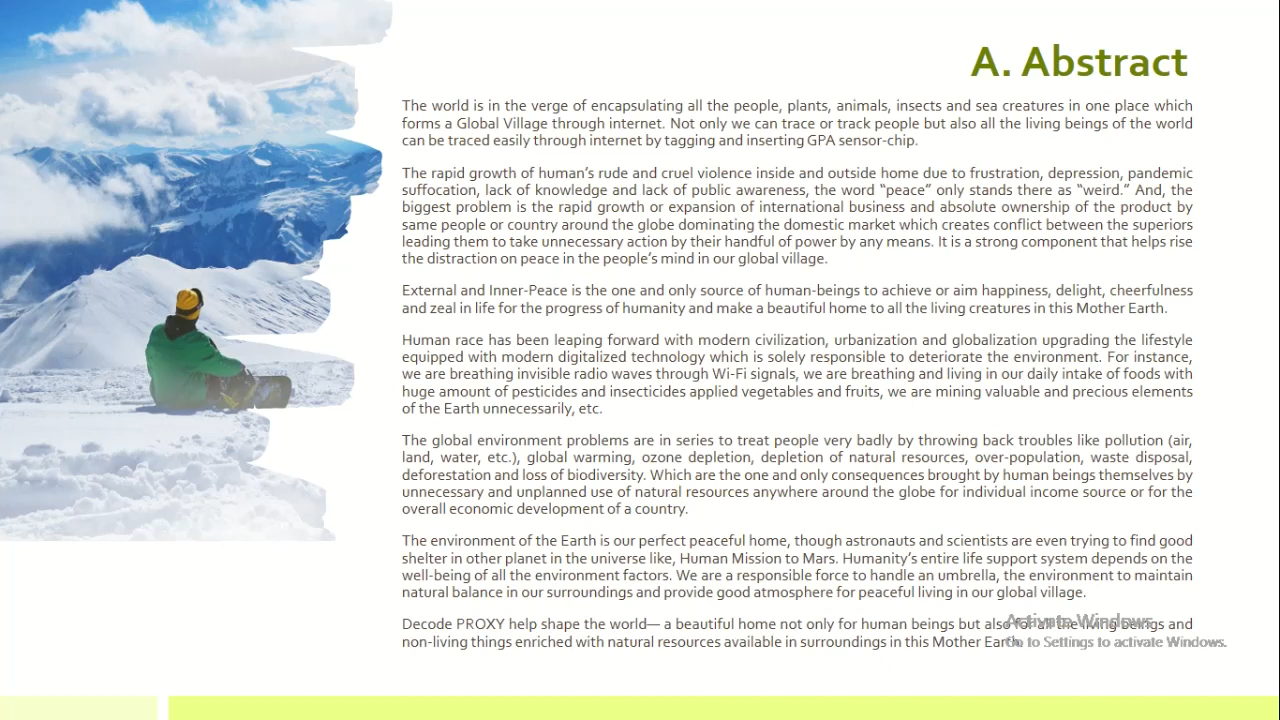 A. Abstract
The world is in the verge of encapsulating all the people, plants, animals, insects and sea creatures in one place which
forms a Global Village through internet. Not only we can trace or track people but also all the living beings of the world
can be traced easily through internet by tagging and inserting GPA sensor-chip.
The rapid growth of human’s rude and cruel violence inside and outside home due to frustration, depression, pandemic
suffocation, lack of knowledge and lack of public awareness, the word “peace” only stands there as “weird.” And, the
biggest problem is the rapid growth or expansion of international business and absolute ownership of the product by
same people or country around the globe dominating the domestic market which creates conflict between the superiors
leading them to take unnecessary action by their handful of power by any means. It is a strong component that helps rise
the distraction on peace in the people’s mind in our global village.
External and Inner-Peace is the one and only source of human-beings to achieve or aim happiness, delight, cheerfulness
and zeal in life for the progress of humanity and make a beautiful home to all the living creatures in this Mother Earth.
Human race has been leaping forward with modern civilization, urbanization and globalization upgrading the lifestyle
equipped with modern digitalized technology which is solely responsible to deteriorate the environment. For instance,
we are breathing invisible radio waves through Wi-Fi signals, we are breathing and living in our daily intake of foods with
huge amount of pesticides and insecticides applied vegetables and fruits, we are mining valuable and precious elements
of the Earth unnecessarily, etc.
The global environment problems are in series to treat people very badly by throwing back troubles like pollution (air,
land, water, etc.), global warming, ozone depletion, depletion of natural resources, over-population, waste disposal,
deforestation and loss of biodiversity. Which are the one and only consequences brought by human beings themselves by
unnecessary and unplanned use of natural resources anywhere around the globe for individual income source or for the
overall economic development of a country.
The environment of the Earth is our perfect peaceful home, though astronauts and scientists are even trying to find good
shelter in other planet in the universe like, Human Mission to Mars. Humanity’s entire life support system depends on the
well-being of all the environment factors. We are a responsible force to handle an umbrella, the environment to maintain
natural balance in our surroundings and provide good atmosphere for peaceful living in our global village.
Decode PROXY help shape the world— a beautiful home not only for human beings but also for all the living beings and
non-living things enriched with natural resources available in surroundings in this Mother Earth.
Activate Windows
Go to Settings to activate Windows.